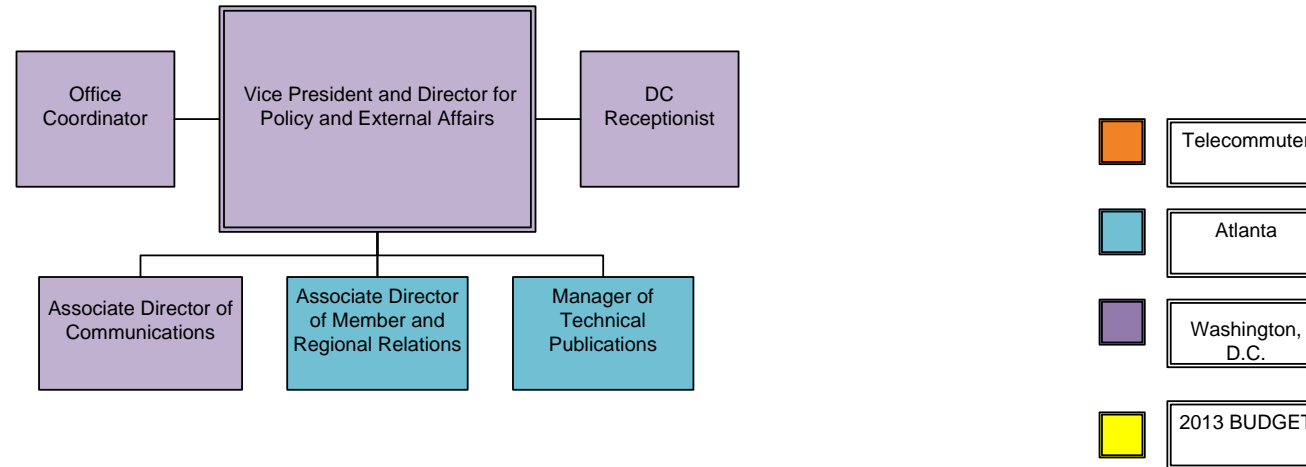 Office
Coordinator
Vice President and Director for
Policy and External Affairs
DC
Receptionist
Associate Director of
Communications
Associate Director
of Member and
Regional Relations
Manager of
Technical
Publications
Telecommuter
Atlanta
Washington,
D.C.
2013 BUDGET